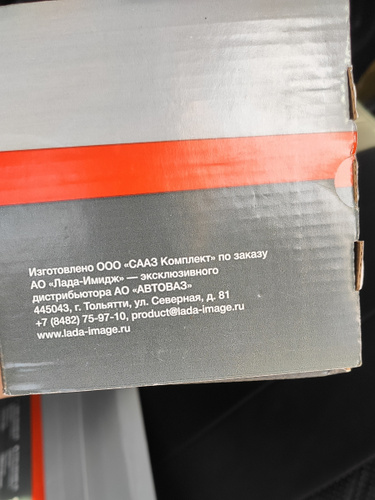 Изготовлено ООО «СААЗ Комплект» по заказу
АО «Лада-Имидж» — эксклюзивного
дистрибьютора АО «АВТОВАЗ»
445043, г. Тольятти, ул. Северная, д. 81
+7 (8482) 75-97-10, product@lada-image.ru
www.lada-image.ru